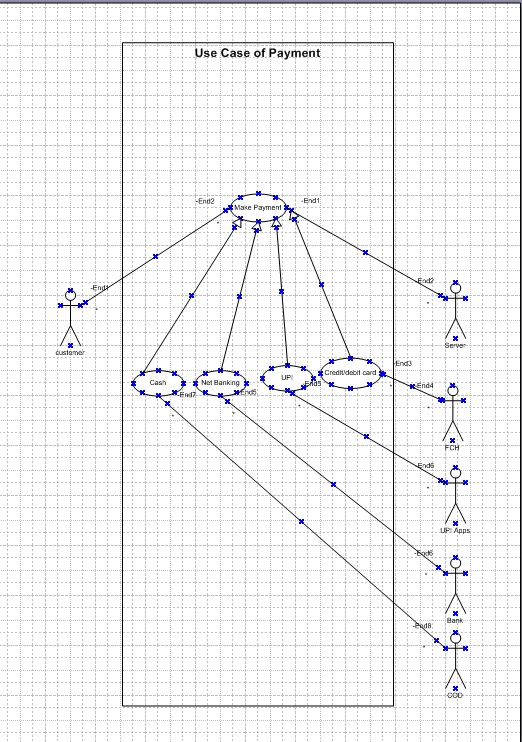 Use Case of Payment
-End2
-End1
Make Payment
-End1
-End2
customer
Server
-End3
Cash
Net Banking
UPI
Credit/debit card
-End7
-End5
-End5
-End4
FCH
-End6
UPI Apps
-End6
Bank
-End8
COD